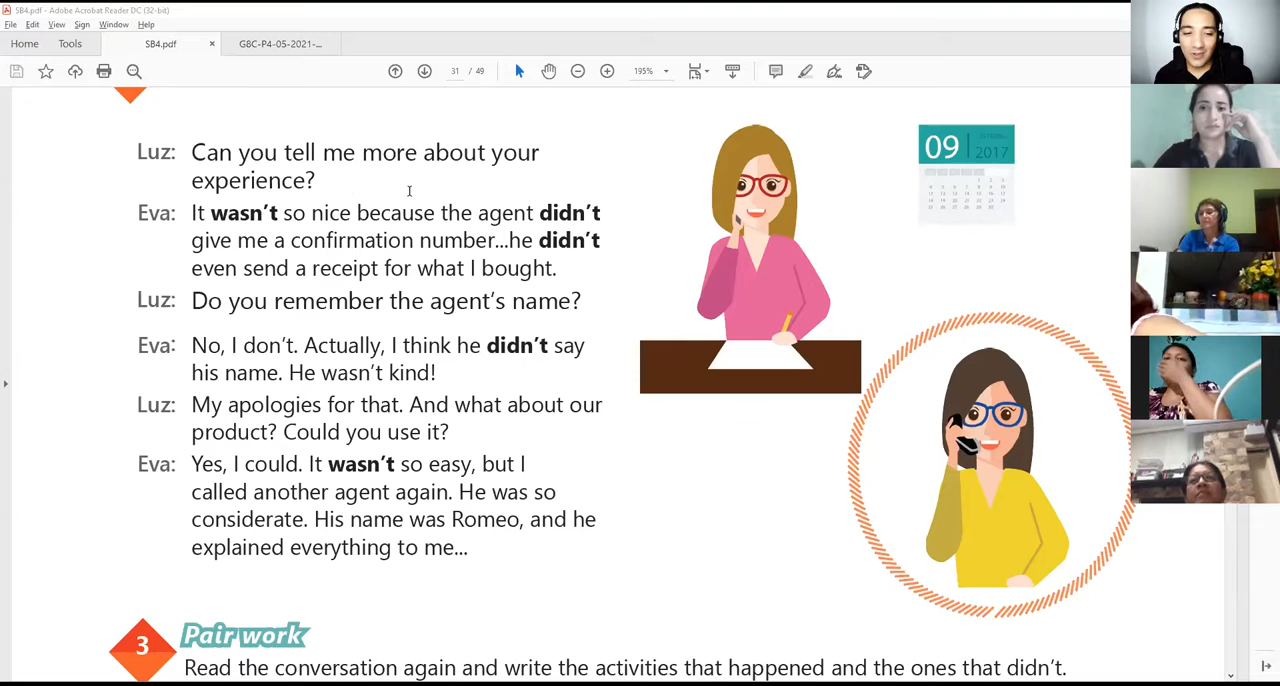 SB4.pdf - Adobe Acrobat Reader DC (32-bit)
File Edit View Sign Window Help
Home Tools SB4.pdf × G8C-P4-05-2021-...
31 / 49 195%
Luz: Can you tell me more about your
experience?
Eva: It wasn't so nice because the agent didn't
give me a confirmation number...he didn't
even send a receipt for what I bought.
Luz: Do you remember the agent's name?
Eva: No, I don't. Actually, I think he didn't say
his name. He wasn't kind!
Luz: My apologies for that. And what about our
product? Could you use it?
Eva: Yes, I could. It wasn't so easy, but I
called another agent again. He was so
considerate. His name was Romeo, and he
explained everything to me...
09
2017
3 Pair work
Read the conversation again and write the activities that happened and the ones that didn't.